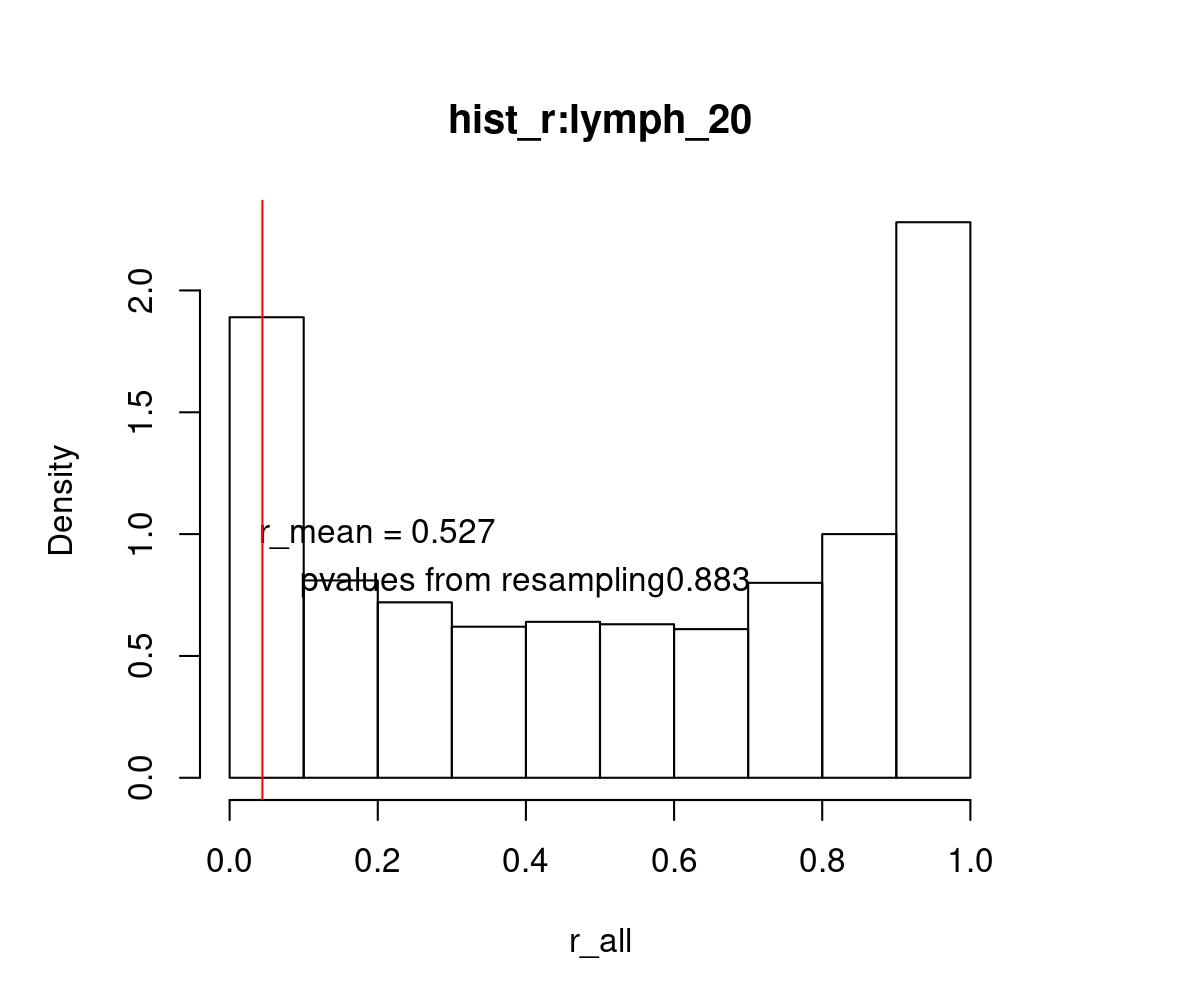 hist_r:lymph_20
2.0
1.5
1.0
0.5
0.0
Density
r_mean = 0.527
pvalues from resampling0.883
0.0 0.2 0.4 0.6 0.8 1.0
r_all